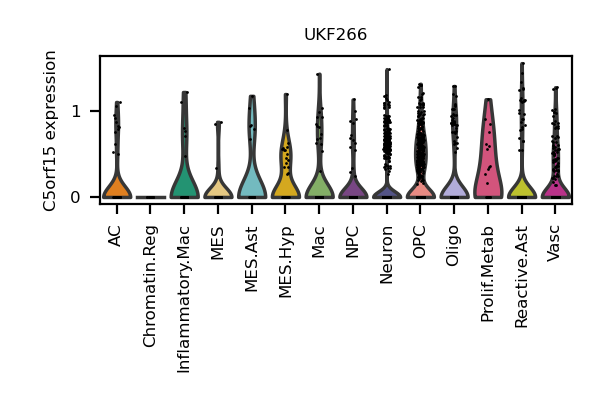 UKF266
C5orf15 expression
1
0
AC
Chromatin.Reg
Inflammatory.Mac
MES
MES.Ast
MES.Hyp
Mac
NPC
Neuron
OPC
Oligo
Prolif.Metab
Reactive.Ast
Vasc